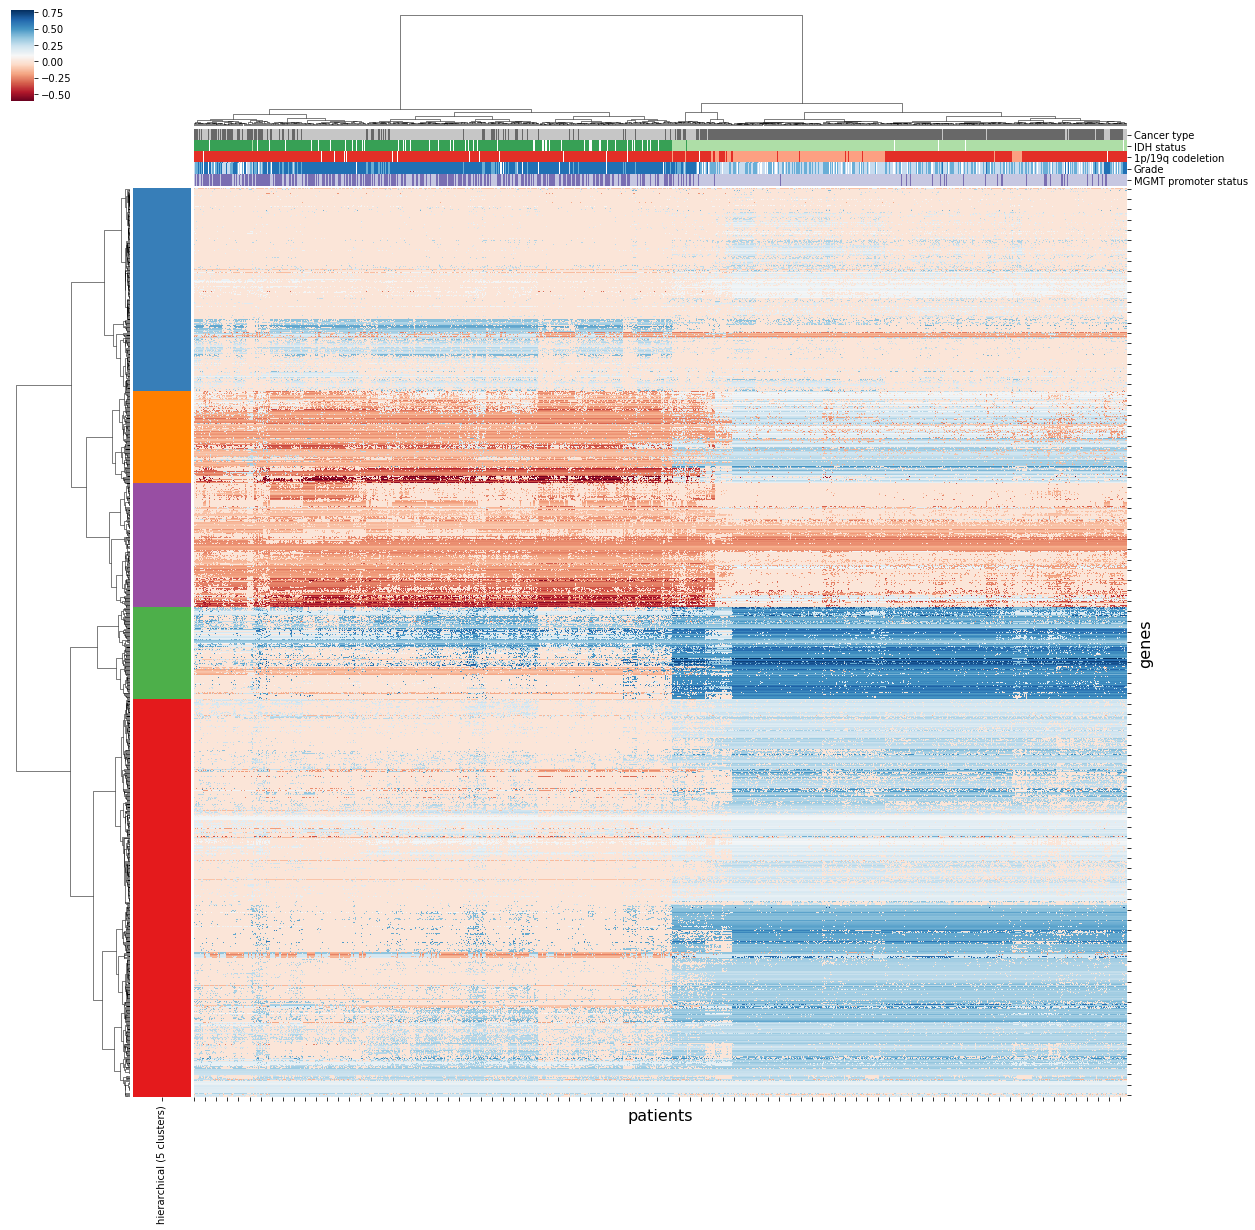 0.75
0.50
0.25
0.00
−0.25
−0.50
Cancer type
IDH status
1p/19q codeletion
Grade
MGMT promoter status
genes
patients
hierarchical (5 clusters)